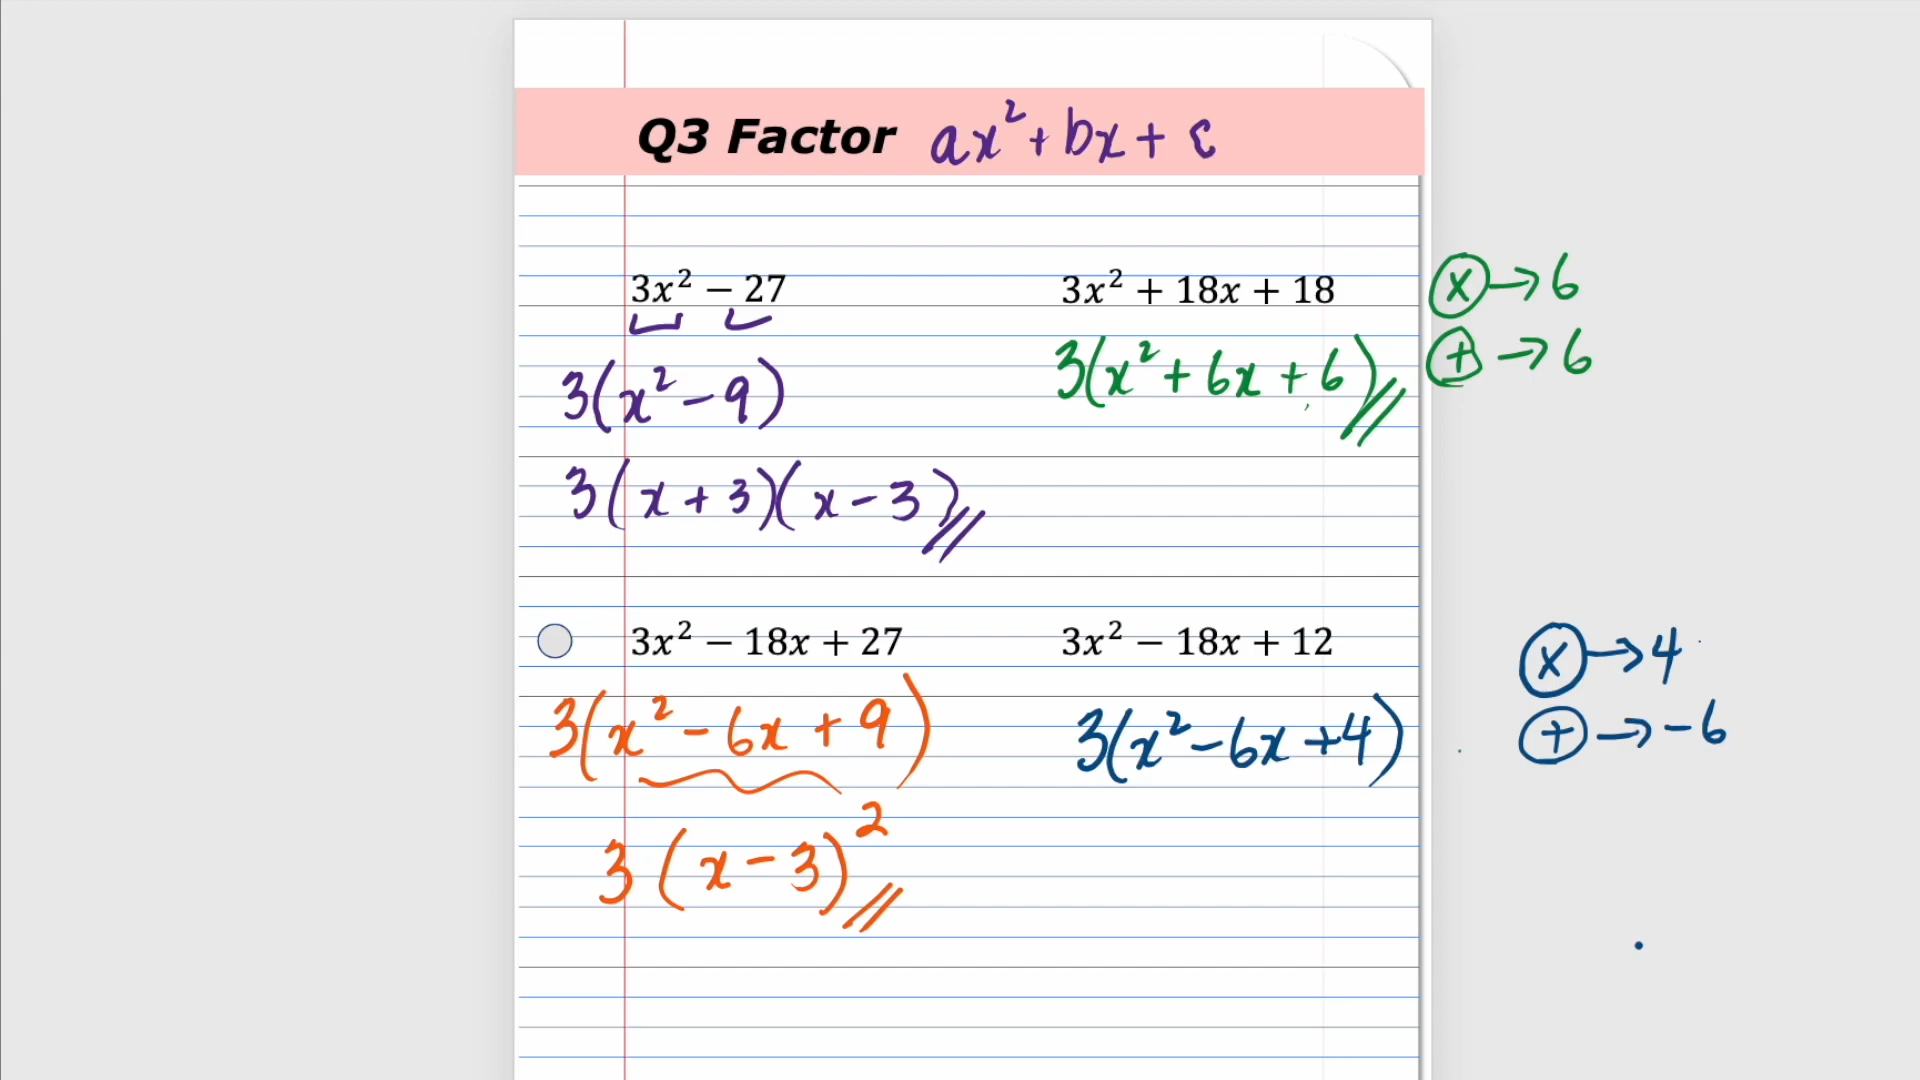 Q3 Factor ax² + bx + c
3x² − 27
3(x² − 9)
3(x + 3)(x − 3)
3x² + 18x + 18
3(x² + 6x + 6)
x → 6
+ → 6
3x² − 18x + 27
3(x² − 6x + 9)
3(x − 3)²
3x² − 18x + 12
3(x² − 6x + 4)
x → 4
+ → −6